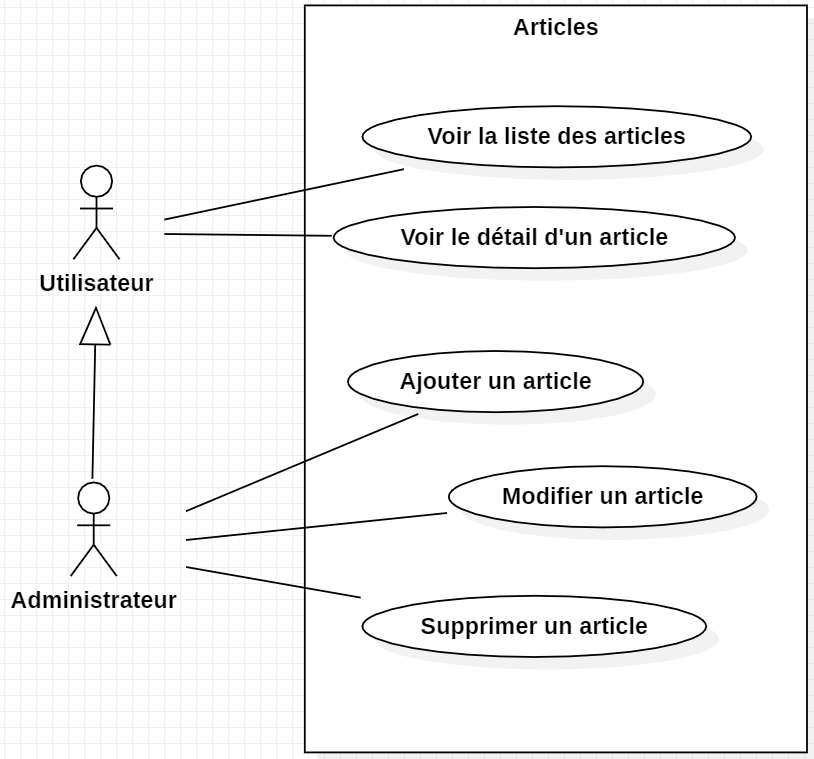 Articles
Voir la liste des articles
Voir le détail d'un article
Utilisateur
Ajouter un article
Modifier un article
Administrateur
Supprimer un article